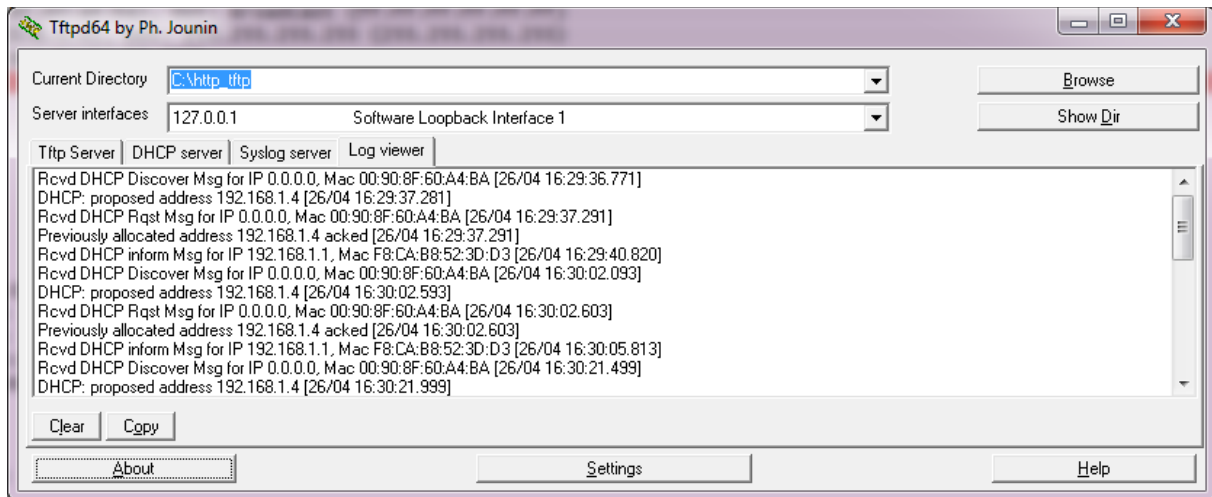 Tftpd64 by Ph. Jounin
Current Directory C:\http_tftp Browse
Server interfaces 127.0.0.1 Software Loopback Interface 1 Show Dir
Tftp Server DHCP server Syslog server Log viewer
Rcvd DHCP Discover Msg for IP 0.0.0.0, Mac 00:90:8F:60:A4:BA [26/04 16:29:36.771]
DHCP: proposed address 192.168.1.4 [26/04 16:29:37.281]
Rcvd DHCP Rqst Msg for IP 0.0.0.0, Mac 00:90:8F:60:A4:BA [26/04 16:29:37.291]
Previously allocated address 192.168.1.4 acked [26/04 16:29:37.291]
Rcvd DHCP inform Msg for IP 192.168.1.1, Mac F8:CA:B8:52:3D:D3 [26/04 16:29:40.820]
Rcvd DHCP Discover Msg for IP 0.0.0.0, Mac 00:90:8F:60:A4:BA [26/04 16:30:02.093]
DHCP: proposed address 192.168.1.4 [26/04 16:30:02.593]
Rcvd DHCP Rqst Msg for IP 0.0.0.0, Mac 00:90:8F:60:A4:BA [26/04 16:30:02.603]
Previously allocated address 192.168.1.4 acked [26/04 16:30:02.603]
Rcvd DHCP inform Msg for IP 192.168.1.1, Mac F8:CA:B8:52:3D:D3 [26/04 16:30:05.813]
Rcvd DHCP Discover Msg for IP 0.0.0.0, Mac 00:90:8F:60:A4:BA [26/04 16:30:21.499]
DHCP: proposed address 192.168.1.4 [26/04 16:30:21.999]
Clear Copy
About Settings Help